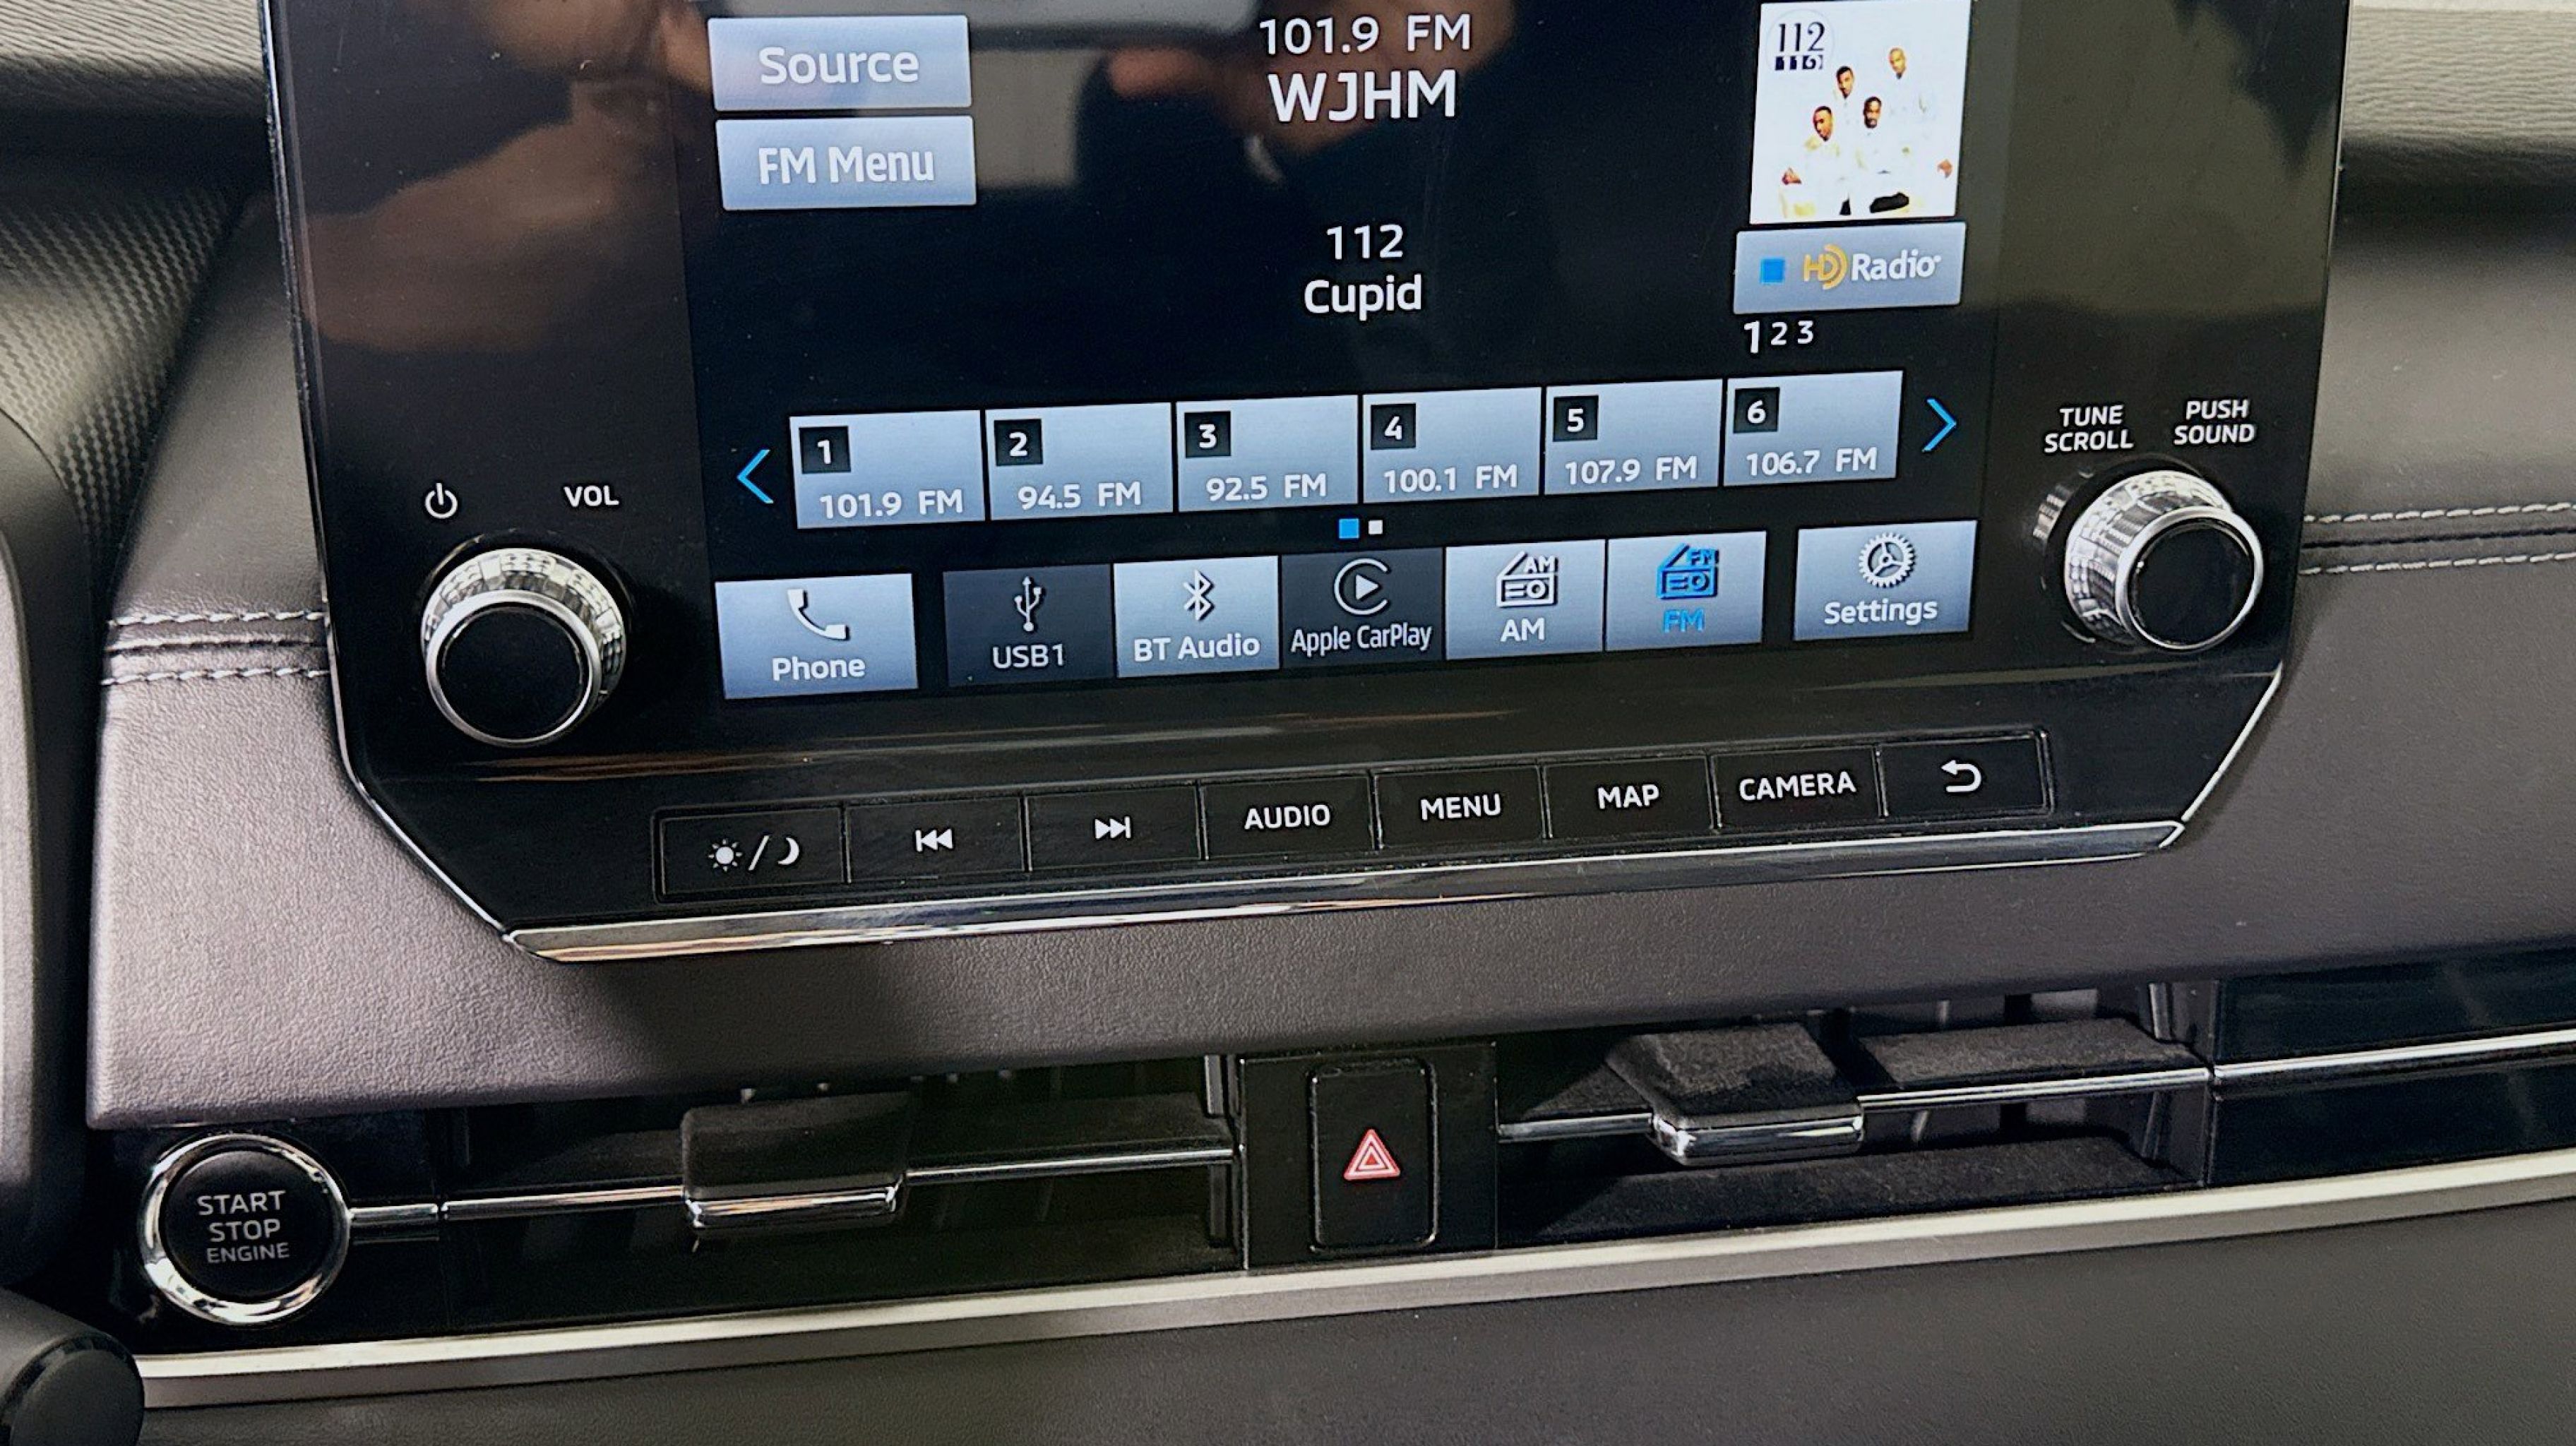 Source
101.9 FM
WJHM
112
FM Menu
112
Cupid
HD Radio
1 2 3
1
101.9 FM
2
94.5 FM
3
92.5 FM
4
100.1 FM
5
107.9 FM
6
106.7 FM
VOL
TUNE
SCROLL
PUSH
SOUND
Phone
USB1
BT Audio
Apple CarPlay
AM
AM
FM
FM
Settings
AUDIO
MENU
MAP
CAMERA
START
STOP
ENGINE